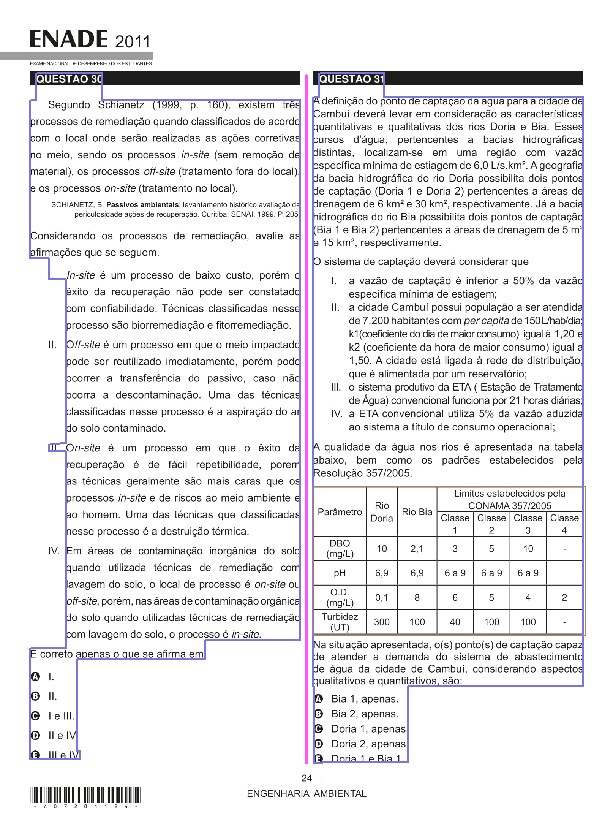 ENADE 2011
EXAME NACIONAL DE DESEMPENHO DOS ESTUDANTES
QUESTÃO 30
Segundo Schianetz (1999, p. 160), existem três
processos de remediação quando classificados de acordo
com o local onde serão realizadas as ações corretivas
no meio, sendo os processos in-site (sem remoção de
material), os processos off-site (tratamento fora do local),
e os processos on-site (tratamento no local).
SCHIANETZ, B. Passivos ambientais: levantamento histórico avaliação da
periculosidade ações de recuperação. Curitiba: SENAI, 1999. P. 205.
Considerando os processos de remediação, avalie as
afirmações que se seguem.
In-site é um processo de baixo custo, porém o
êxito da recuperação não pode ser constatado
com confiabilidade. Técnicas classificadas nesse
processo são biorremediação e fitorremediação.
II. Off-site é um processo em que o meio impactado
pode ser reutilizado imediatamente, porém pode
ocorrer a transferência do passivo, caso não
ocorra a descontaminação. Uma das técnicas
classificadas nesse processo é a aspiração do ar
do solo contaminado.
III. On-site é um processo em que o êxito da
recuperação é de fácil repetibilidade, porem
as técnicas geralmente são mais caras que os
processos in-site e de riscos ao meio ambiente e
ao homem. Uma das técnicas que classificadas
nesse processo é a destruição térmica.
IV. Em áreas de contaminação inorgânica do solo
quando utilizada técnicas de remediação com
lavagem do solo, o local de processo é on-site ou
off-site, porém, nas áreas de contaminação orgânica
do solo quando utilizadas técnicas de remediação
com lavagem do solo, o processo é in-site.
É correto apenas o que se afirma em
A I.
B II.
C I e III.
D II e IV.
E III e IV.
QUESTÃO 31
A definição do ponto de captação da água para a cidade de
Cambuí deverá levar em consideração as características
quantitativas e qualitativas dos rios Doria e Bia. Esses
cursos d'água, pertencentes a bacias hidrográficas
distintas, localizam-se em uma região com vazão
específica mínima de estiagem de 6,0 L/s.km². A geografia
da bacia hidrográfica do rio Doria possibilita dois pontos
de captação (Doria 1 e Doria 2) pertencentes a áreas de
drenagem de 6 km² e 30 km², respectivamente. Já a bacia
hidrográfica do rio Bia possibilita dois pontos de captação
(Bia 1 e Bia 2) pertencentes a áreas de drenagem de 5 m²
e 15 km², respectivamente.
O sistema de captação deverá considerar que
I. a vazão de captação é inferior a 50% da vazão
específica mínima de estiagem;
II. a cidade Cambuí possui população a ser atendida
de 7.200 habitantes com per capita de 150L/hab/dia;
k1(coeficiente do dia de maior consumo) igual à 1,20 e
k2 (coeficiente da hora de maior consumo) igual a
1,50. A cidade está ligada à rede de distribuição,
que é alimentada por um reservatório;
III. o sistema produtivo da ETA ( Estação de Tratamento
de Água) convencional funciona por 21 horas diárias;
IV. a ETA convencional utiliza 5% da vazão aduzida
ao sistema a título de consumo operacional;
A qualidade da água nos rios é apresentada na tabela
abaixo, bem como os padrões estabelecidos pela
Resolução 357/2005.
Parâmetro Rio Doria Rio Bia Limites estabelecidos pela CONAMA 357/2005
Classe 1 Classe 2 Classe 3 Classe 4
DBO (mg/L) 10 2,1 3 5 10 -
pH 6,9 6,9 6 a 9 6 a 9 6 a 9
O.D. (mg/L) 0,1 8 6 5 4 2
Turbidez (UT) 300 100 40 100 100 -
Na situação apresentada, o(s) ponto(s) de captação capaz
de atender a demanda do sistema de abastecimento
de água da cidade de Cambuí, considerando aspectos
qualitativos e quantitativos, são:
A Bia 1, apenas.
B Bia 2, apenas.
C Doria 1, apenas
D Doria 2, apenas
E Doria 1 e Bia 1.
24
ENGENHARIA AMBIENTAL